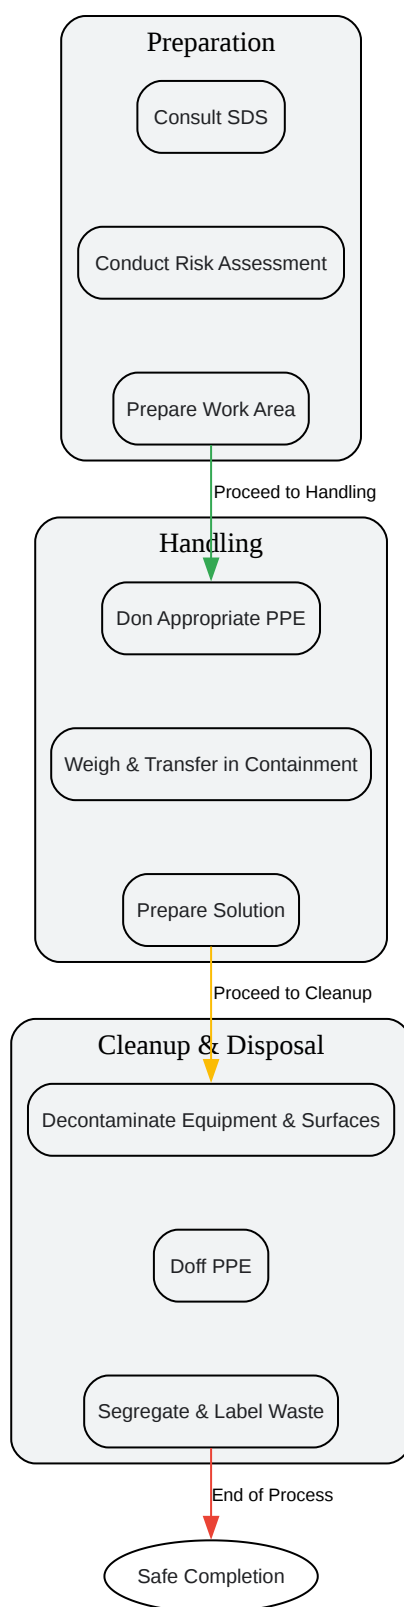 Preparation
Consult SDS
Conduct Risk Assessment
Prepare Work Area
Proceed to Handling
Handling
Don Appropriate PPE
Weigh & Transfer in Containment
Prepare Solution
Proceed to Cleanup
Cleanup & Disposal
Decontaminate Equipment & Surfaces
Doff PPE
Segregate & Label Waste
End of Process
Safe Completion